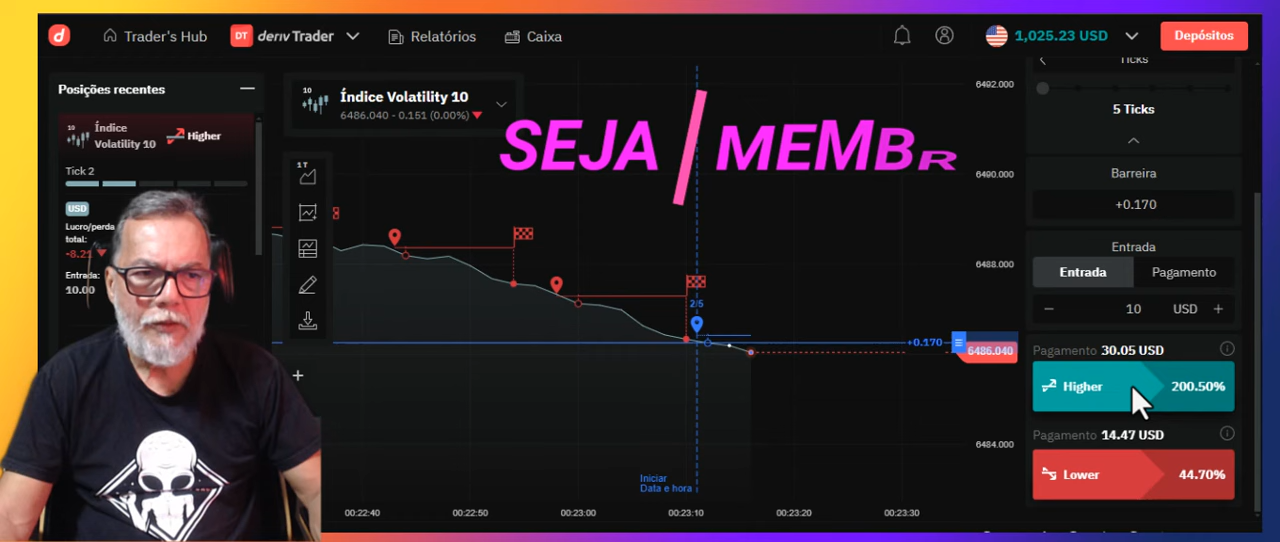 Trader's Hub
DT deriv Trader
Relatórios
Caixa
1,025.23 USD
Depósitos
Posições recentes
10
Índice Volatility 10
Higher
Tick 2
USD
Lucro/perda total:
-8.21
Entrada:
10.00
10
Índice Volatility 10
6486.040 - 0.151 (0.00%)
1T
SEJA / MEMBR
2/5
+0.170
Iniciar
Data e hora
6492.000
6490.000
6488.000
6486.040
6484.000
00:22:40
00:22:50
00:23:00
00:23:10
00:23:20
00:23:30
Ticks
5 Ticks
Barreira
+0.170
Entrada
Entrada
Pagamento
10
USD
Pagamento 30.05 USD
Higher
200.50%
Pagamento 14.47 USD
Lower
44.70%